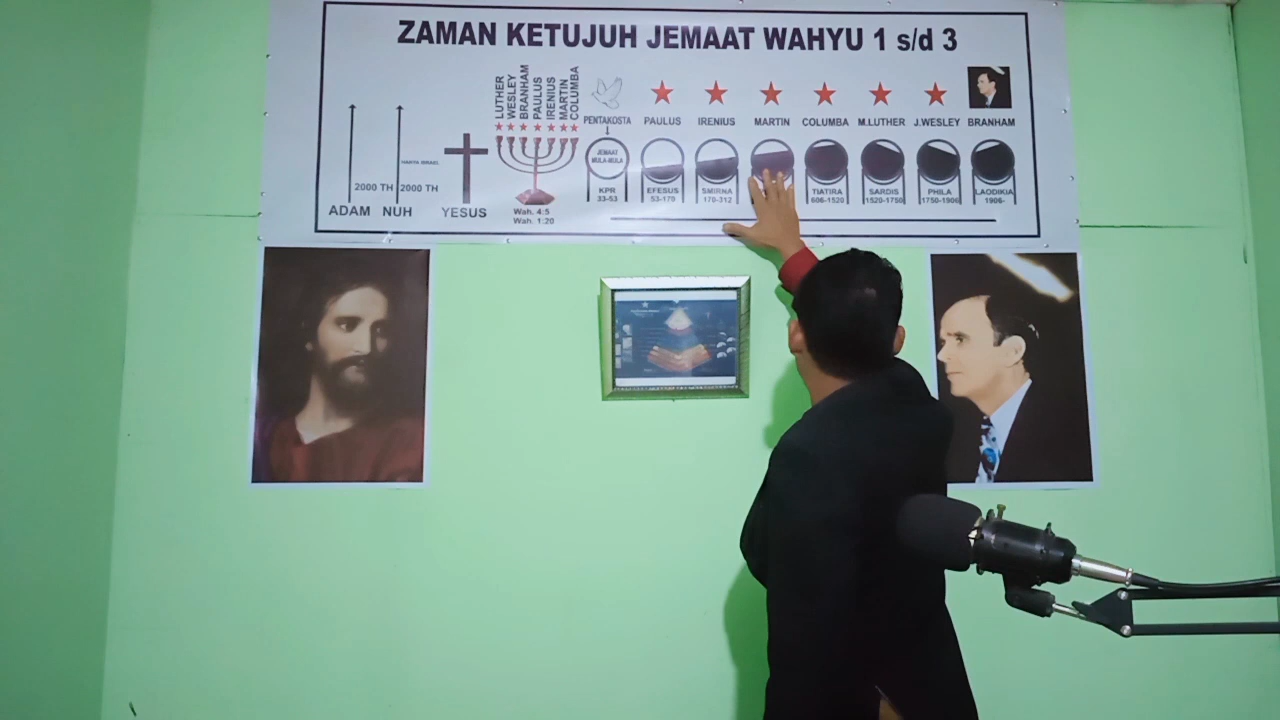 ZAMAN KETUJUH JEMAAT WAHYU 1 s/d 3
LUTHER
WESLEY
BRANHAM
PAULUS
IRENIUS
MARTIN
COLUMBA
PENTAKOSTA
PAULUS
IRENIUS
MARTIN
COLUMBA
M.LUTHER
J.WESLEY
BRANHAM
JEMAAT
MULA-MULA
2000 TH
2000 TH
ADAM
NUH
YESUS
Wah. 4:5
Wah. 1:20
KPR
33-53
EFESUS
53-170
SMIRNA
170-312
TIATIRA
606-1520
SARDIS
1520-1750
PHILA
1750-1906
LAODIKIA
1906-